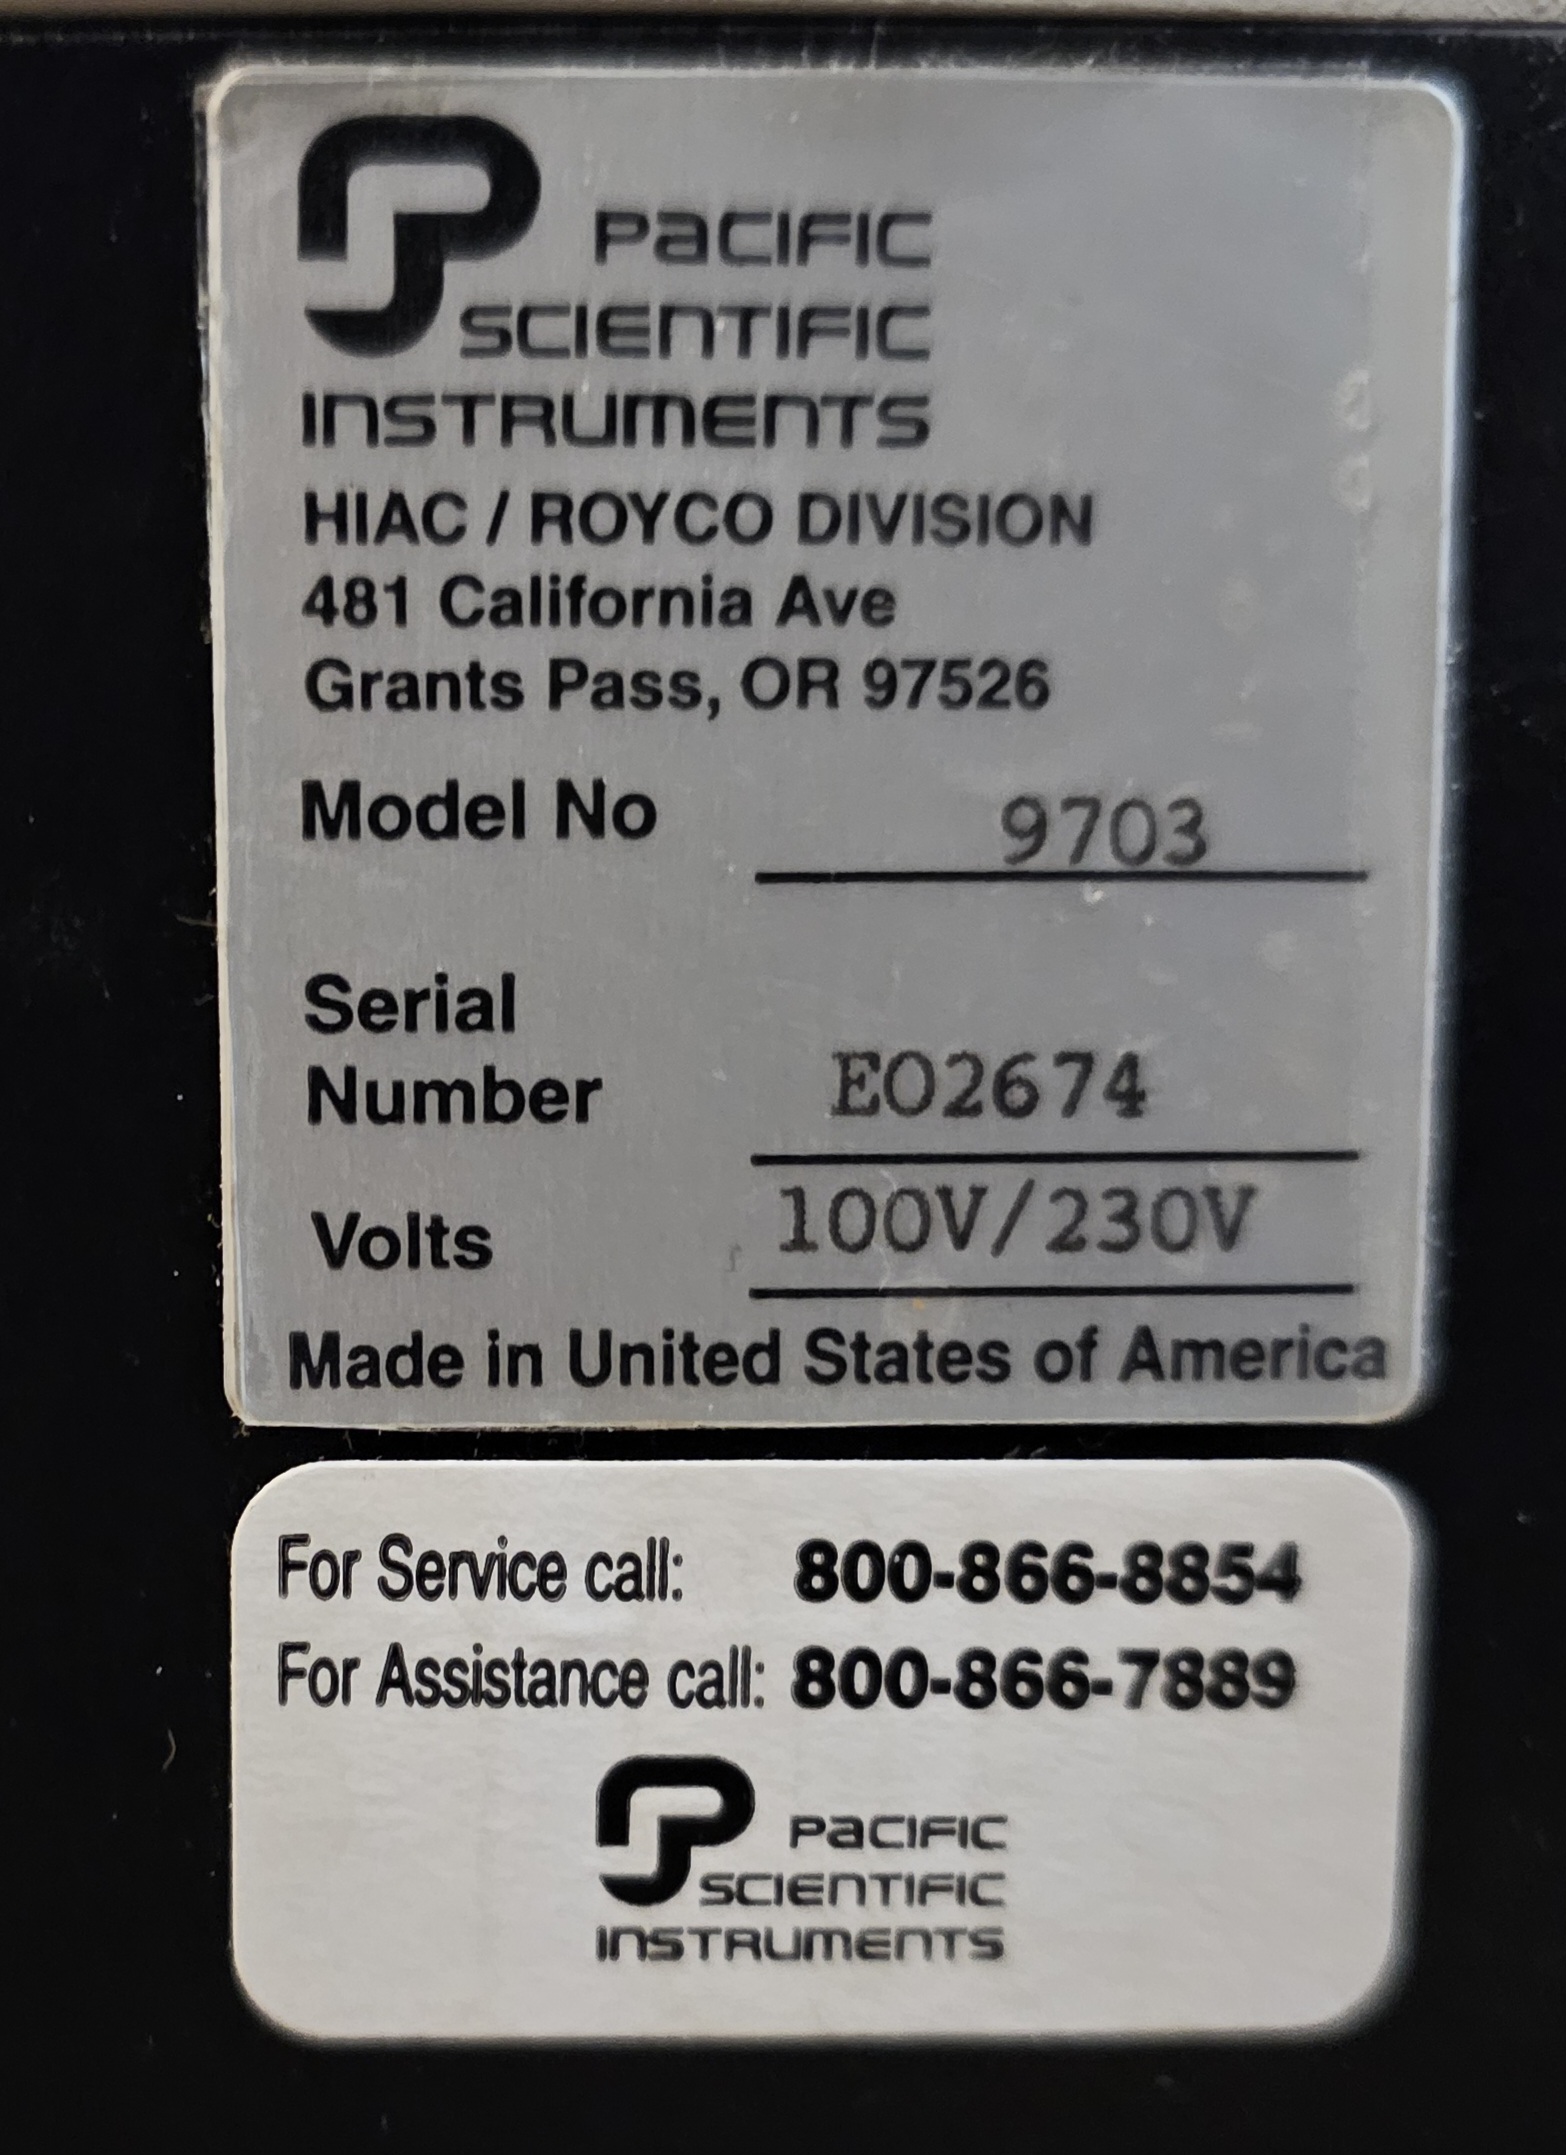 PaCIFIC
SCIENTIFIC
INSTRUMENTS
HIAC / ROYCO DIVISION
481 California Ave
Grants Pass, OR 97526
Model No 9703
Serial
Number EO2674
Volts 100V/230V
Made in United States of America
For Service call: 800-866-8854
For Assistance call: 800-866-7889
PaCIFIC
SCIENTIFIC
INSTRUMENTS